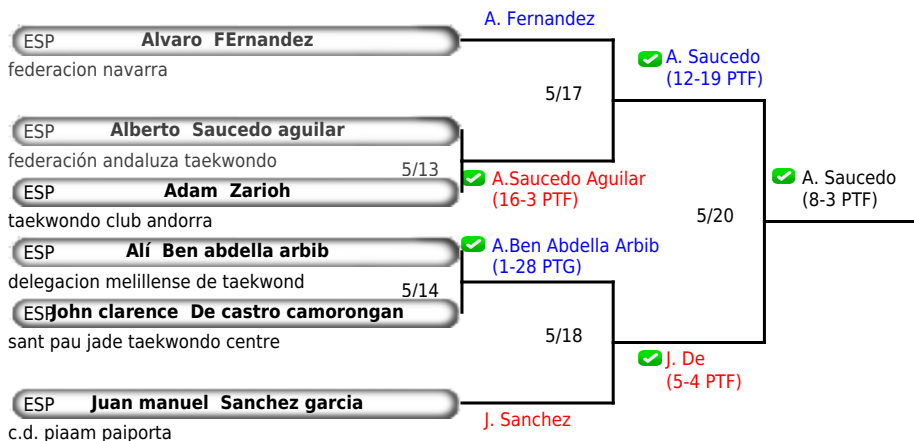 A. Fernandez
ESP Alvaro FErnandez
federacion navarra
A. Saucedo
(12-19 PTF)
5/17
ESP Alberto Saucedo aguilar
federación andaluza taekwondo
5/13
A.Saucedo Aguilar
(16-3 PTF)
ESP Adam Zarioh
taekwondo club andorra
A. Saucedo
(8-3 PTF)
5/20
ESP Alí Ben abdella arbib
delegacion melillense de taekwond
A.Ben Abdella Arbib
(1-28 PTG)
5/14
ESP John clarence De castro camorongan
sant pau jade taekwondo centre
5/18
J. De
(5-4 PTF)
ESP Juan manuel Sanchez garcia
c.d. piaam paiporta
J. Sanchez